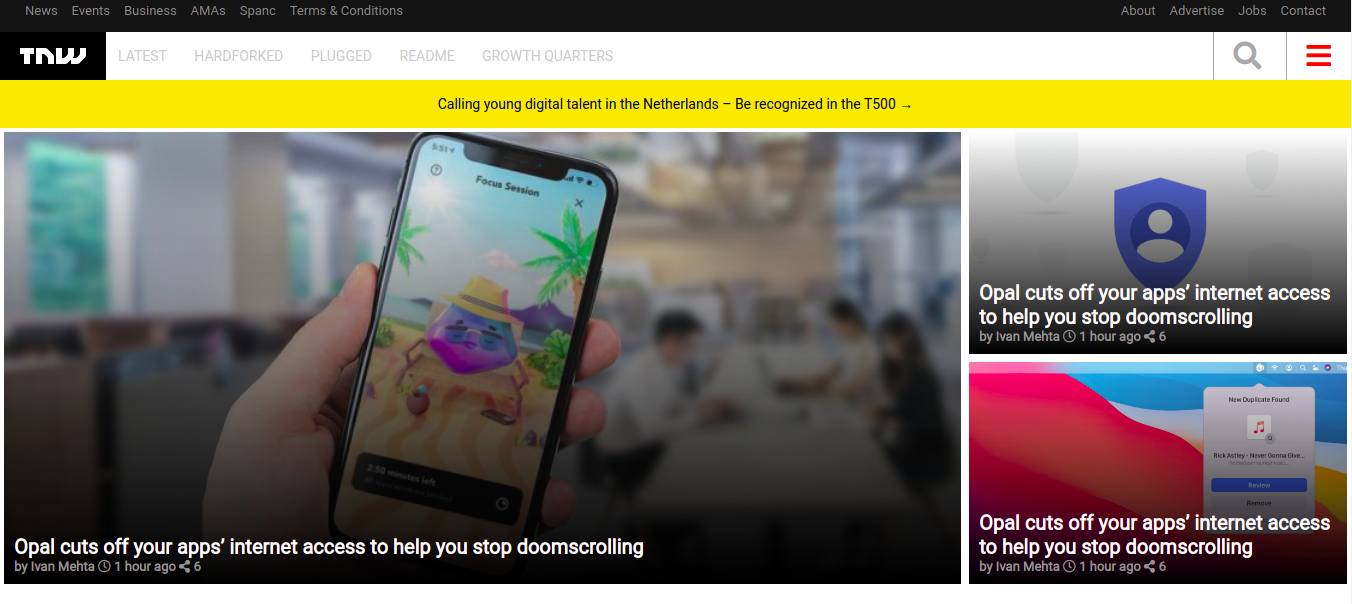 News Events Business AMAs Spanc Terms & Conditions About Advertise Jobs Contact
TNW LATEST HARDFORKED PLUGGED README GROWTH QUARTERS
Calling young digital talent in the Netherlands – Be recognized in the T500 →
5:51
Focus Session
2:50 minutes left
Opal cuts off your apps’ internet access to help you stop doomscrolling
by Ivan Mehta 1 hour ago 6
Opal cuts off your apps’ internet access
to help you stop doomscrolling
by Ivan Mehta 1 hour ago 6
Thu
New Duplicate Found
Rick Astley - Never Gonna Give...
Review
Remove
Opal cuts off your apps’ internet access
to help you stop doomscrolling
by Ivan Mehta 1 hour ago 6